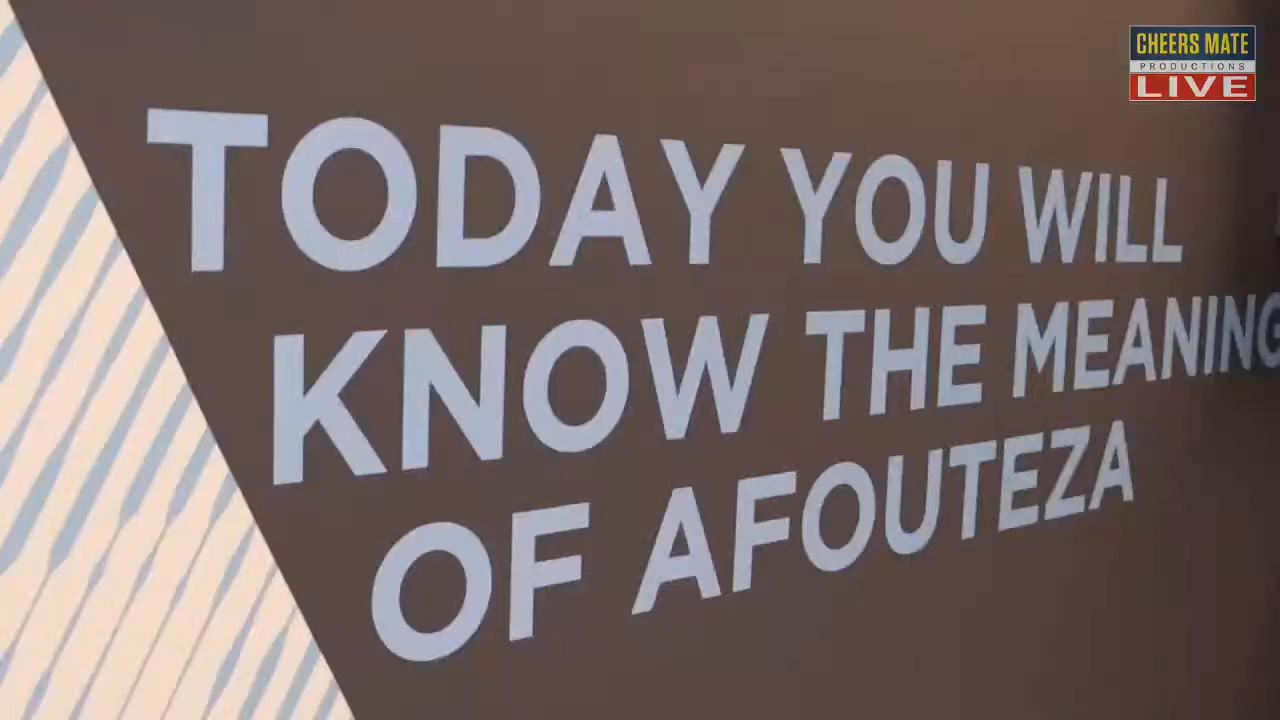 CHEERS MATE
PRODUCTIONS
LIVE
TODAY YOU WILL
KNOW THE MEANING
OF AFOUTEZA